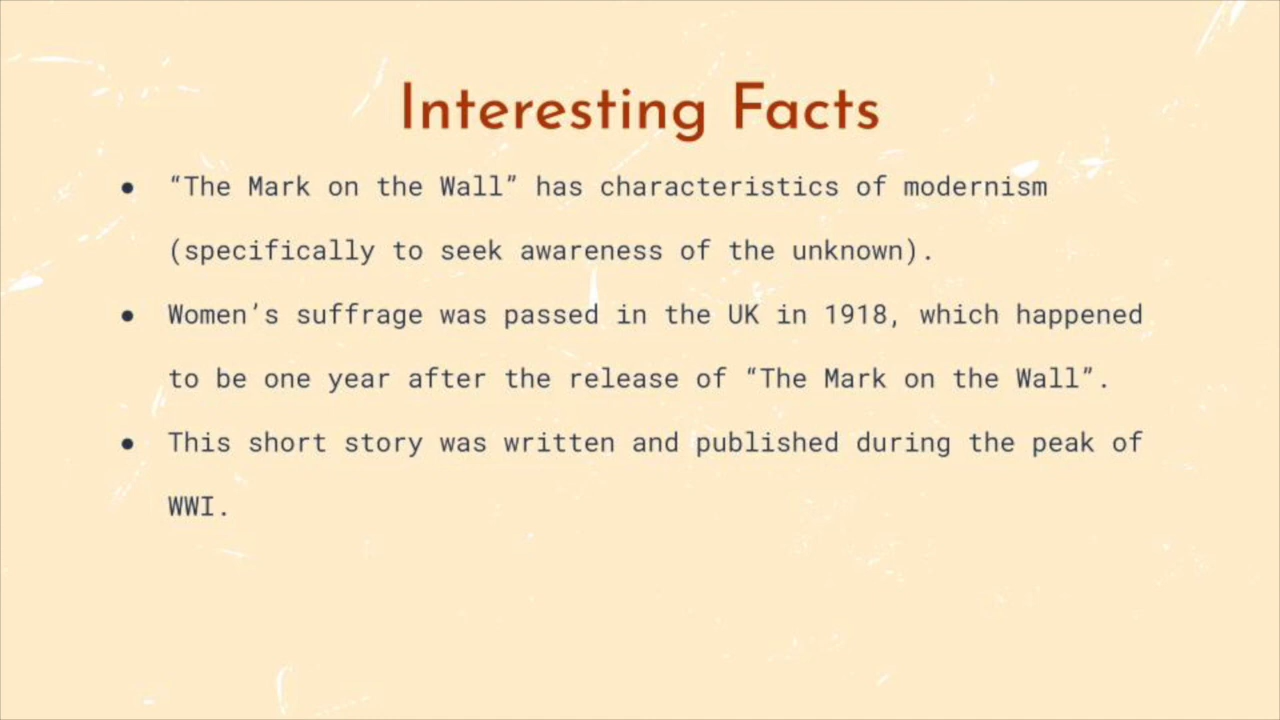 Interesting Facts
● “The Mark on the Wall” has characteristics of modernism
(specifically to seek awareness of the unknown).
● Women’s suffrage was passed in the UK in 1918, which happened
to be one year after the release of “The Mark on the Wall”.
● This short story was written and published during the peak of
WWI.